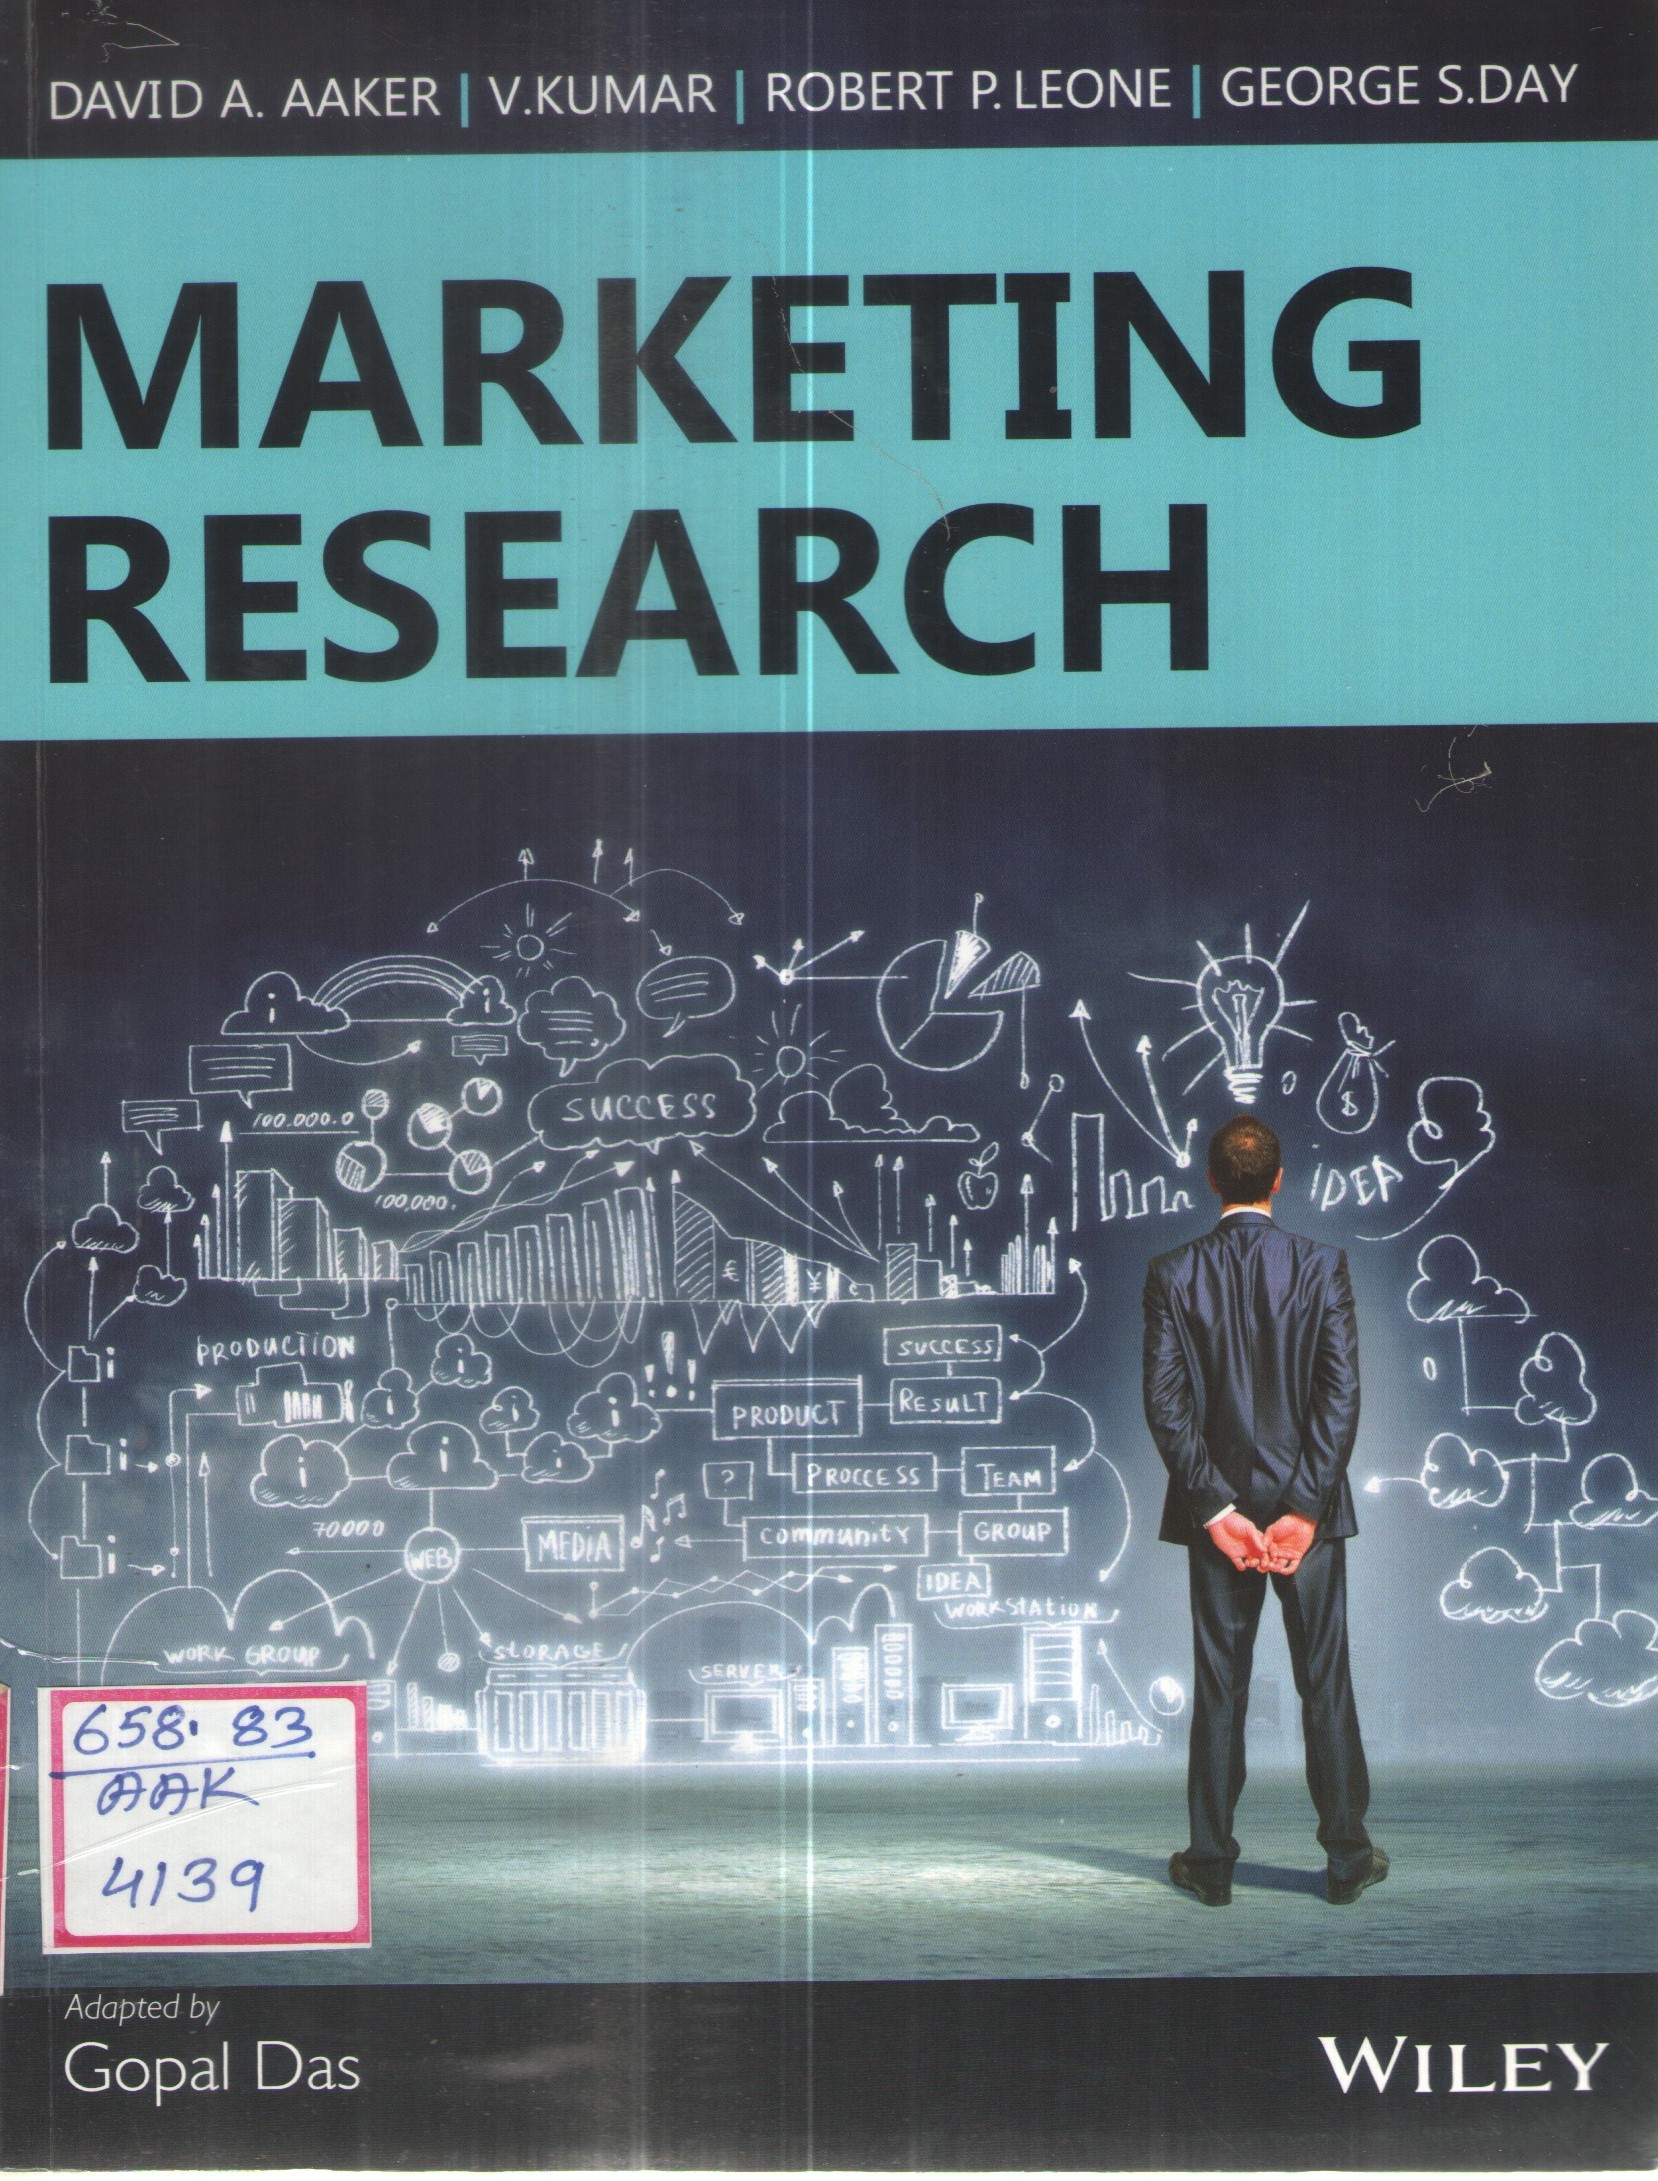 DAVID A. AAKER | V.KUMAR | ROBERT P. LEONE | GEORGE S.DAY
MARKETING
RESEARCH
i i
SUCCESS
100.000.0
100,000.
$
IDEA
€ ¥
PRODUCTION
i
SUCCESS
i
!!!
PRODUCT
RESULT
i i i i
i i
PROCCESS
TEAM
?
70000
MEDIA
community
GROUP
WEB
i
IDEA
WORKSTATION
WORK GROUP
STORAGE
SERVER
658.83
AAK
4139
Adapted by
Gopal Das
WILEY